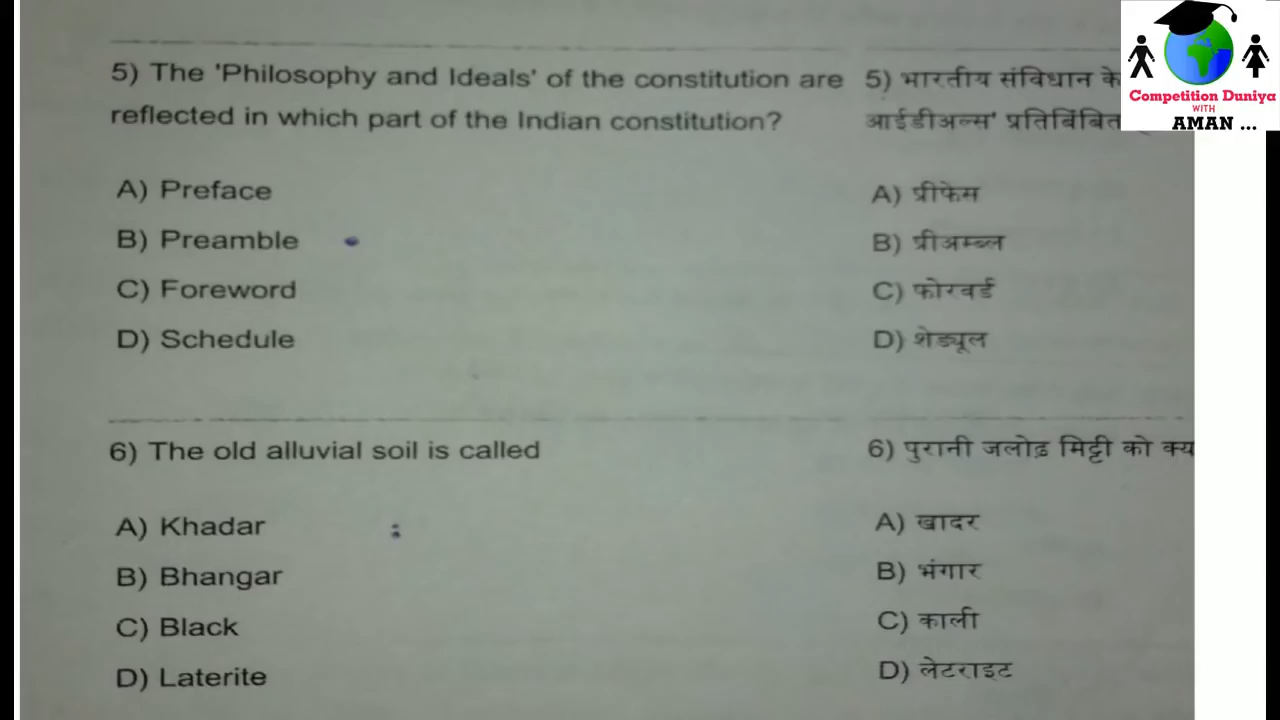 5) The 'Philosophy and Ideals' of the constitution are
reflected in which part of the Indian constitution?
A) Preface
B) Preamble
C) Foreword
D) Schedule
6) The old alluvial soil is called
A) Khadar
B) Bhangar
C) Black
D) Laterite
5) भारतीय संविधान के
आईडीअल्स' प्रतिबिंबित
A) प्रीफेस
B) प्रीअम्ब्ल
C) फोरवर्ड
D) शेड्यूल
6) पुरानी जलोढ़ मिट्टी को
A) खादर
B) भंगार
C) काली
D) लेटराइट
Competition Duniya
WITH
AMAN ...